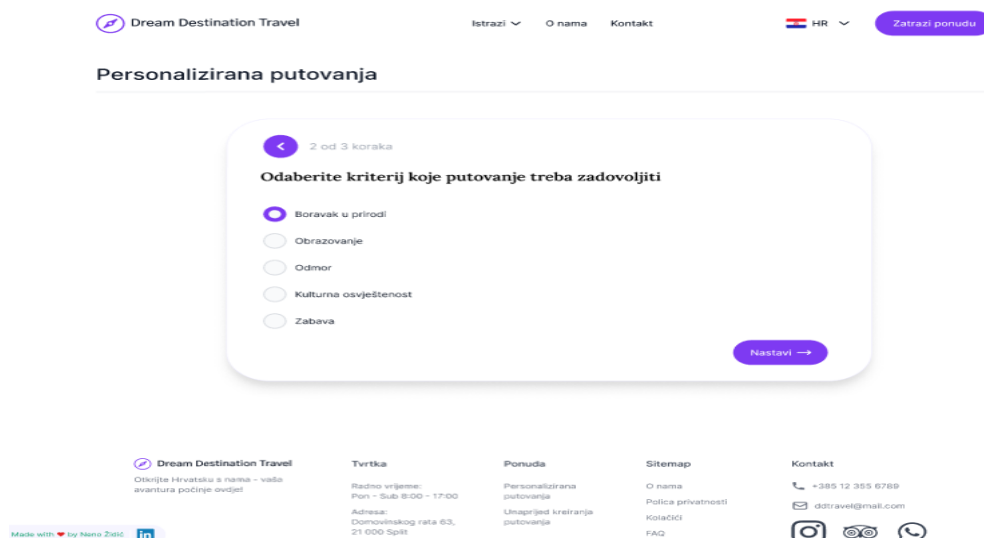 Dream Destination Travel
Istrazi
O nama
Kontakt
HR
Zatrazi ponudu
Personalizirana putovanja
2 od 3 koraka
Odaberite kriterij koje putovanje treba zadovoljiti
Boravak u prirodi
Obrazovanje
Odmor
Kulturna osvještenost
Zabava
Nastavi →
Dream Destination Travel
Otkrijte Hrvatsku s nama - vaša
avantura počinje ovdje!
Tvrtka
Radno vrijeme:
Pon - Sub 8:00 - 17:00
Adresa:
Domovinskog rata 63,
21 000 Split
Ponuda
Personalizirana
putovanja
Unaprijed kreiranja
putovanja
Sitemap
O nama
Polica privatnosti
Kolačići
FAQ
Kontakt
+385 12 355 6789
ddtravel@mail.com
Made with ❤ by Neno Židić
in